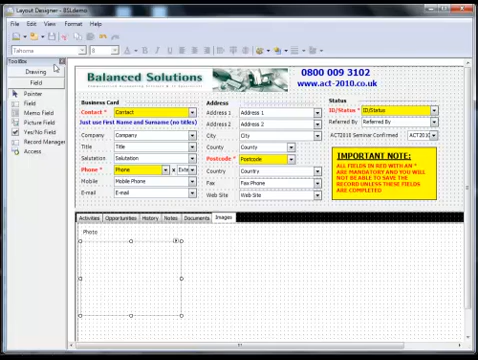 Layout Designer - BSLdemo
File Edit View Format Help
Tahoma 8
Toolbox
Drawing
Field
Pointer
Field
Memo Field
Picture Field
Yes/No Field
Record Manager
Access
Balanced Solutions
0800 009 3102
www.act-2010.co.uk
Business Card
Contact * Contact
Just use First Name and Surname (no titles)
Company Company
Title Title
Salutation Salutation
Phone * Phone x Exte
Mobile Mobile Phone
E-mail E-mail
Address
Address 1 Address 1
Address 2 Address 2
City City
County County
Postcode * Postcode
Country Country
Fax Fax Phone
Web Site Web Site
Status
ID/Status * ID/Status
Referred By Referred By
ACT2010 Seminar Confirmed ACT201
IMPORTANT NOTE:
ALL FIELDS IN RED WITH AN *
ARE MANDATORY AND YOU WILL
NOT BE ABLE TO SAVE THE
RECORD UNLESS THESE FIELDS
ARE COMPLETED
Activities Opportunities History Notes Documents Images
Photo